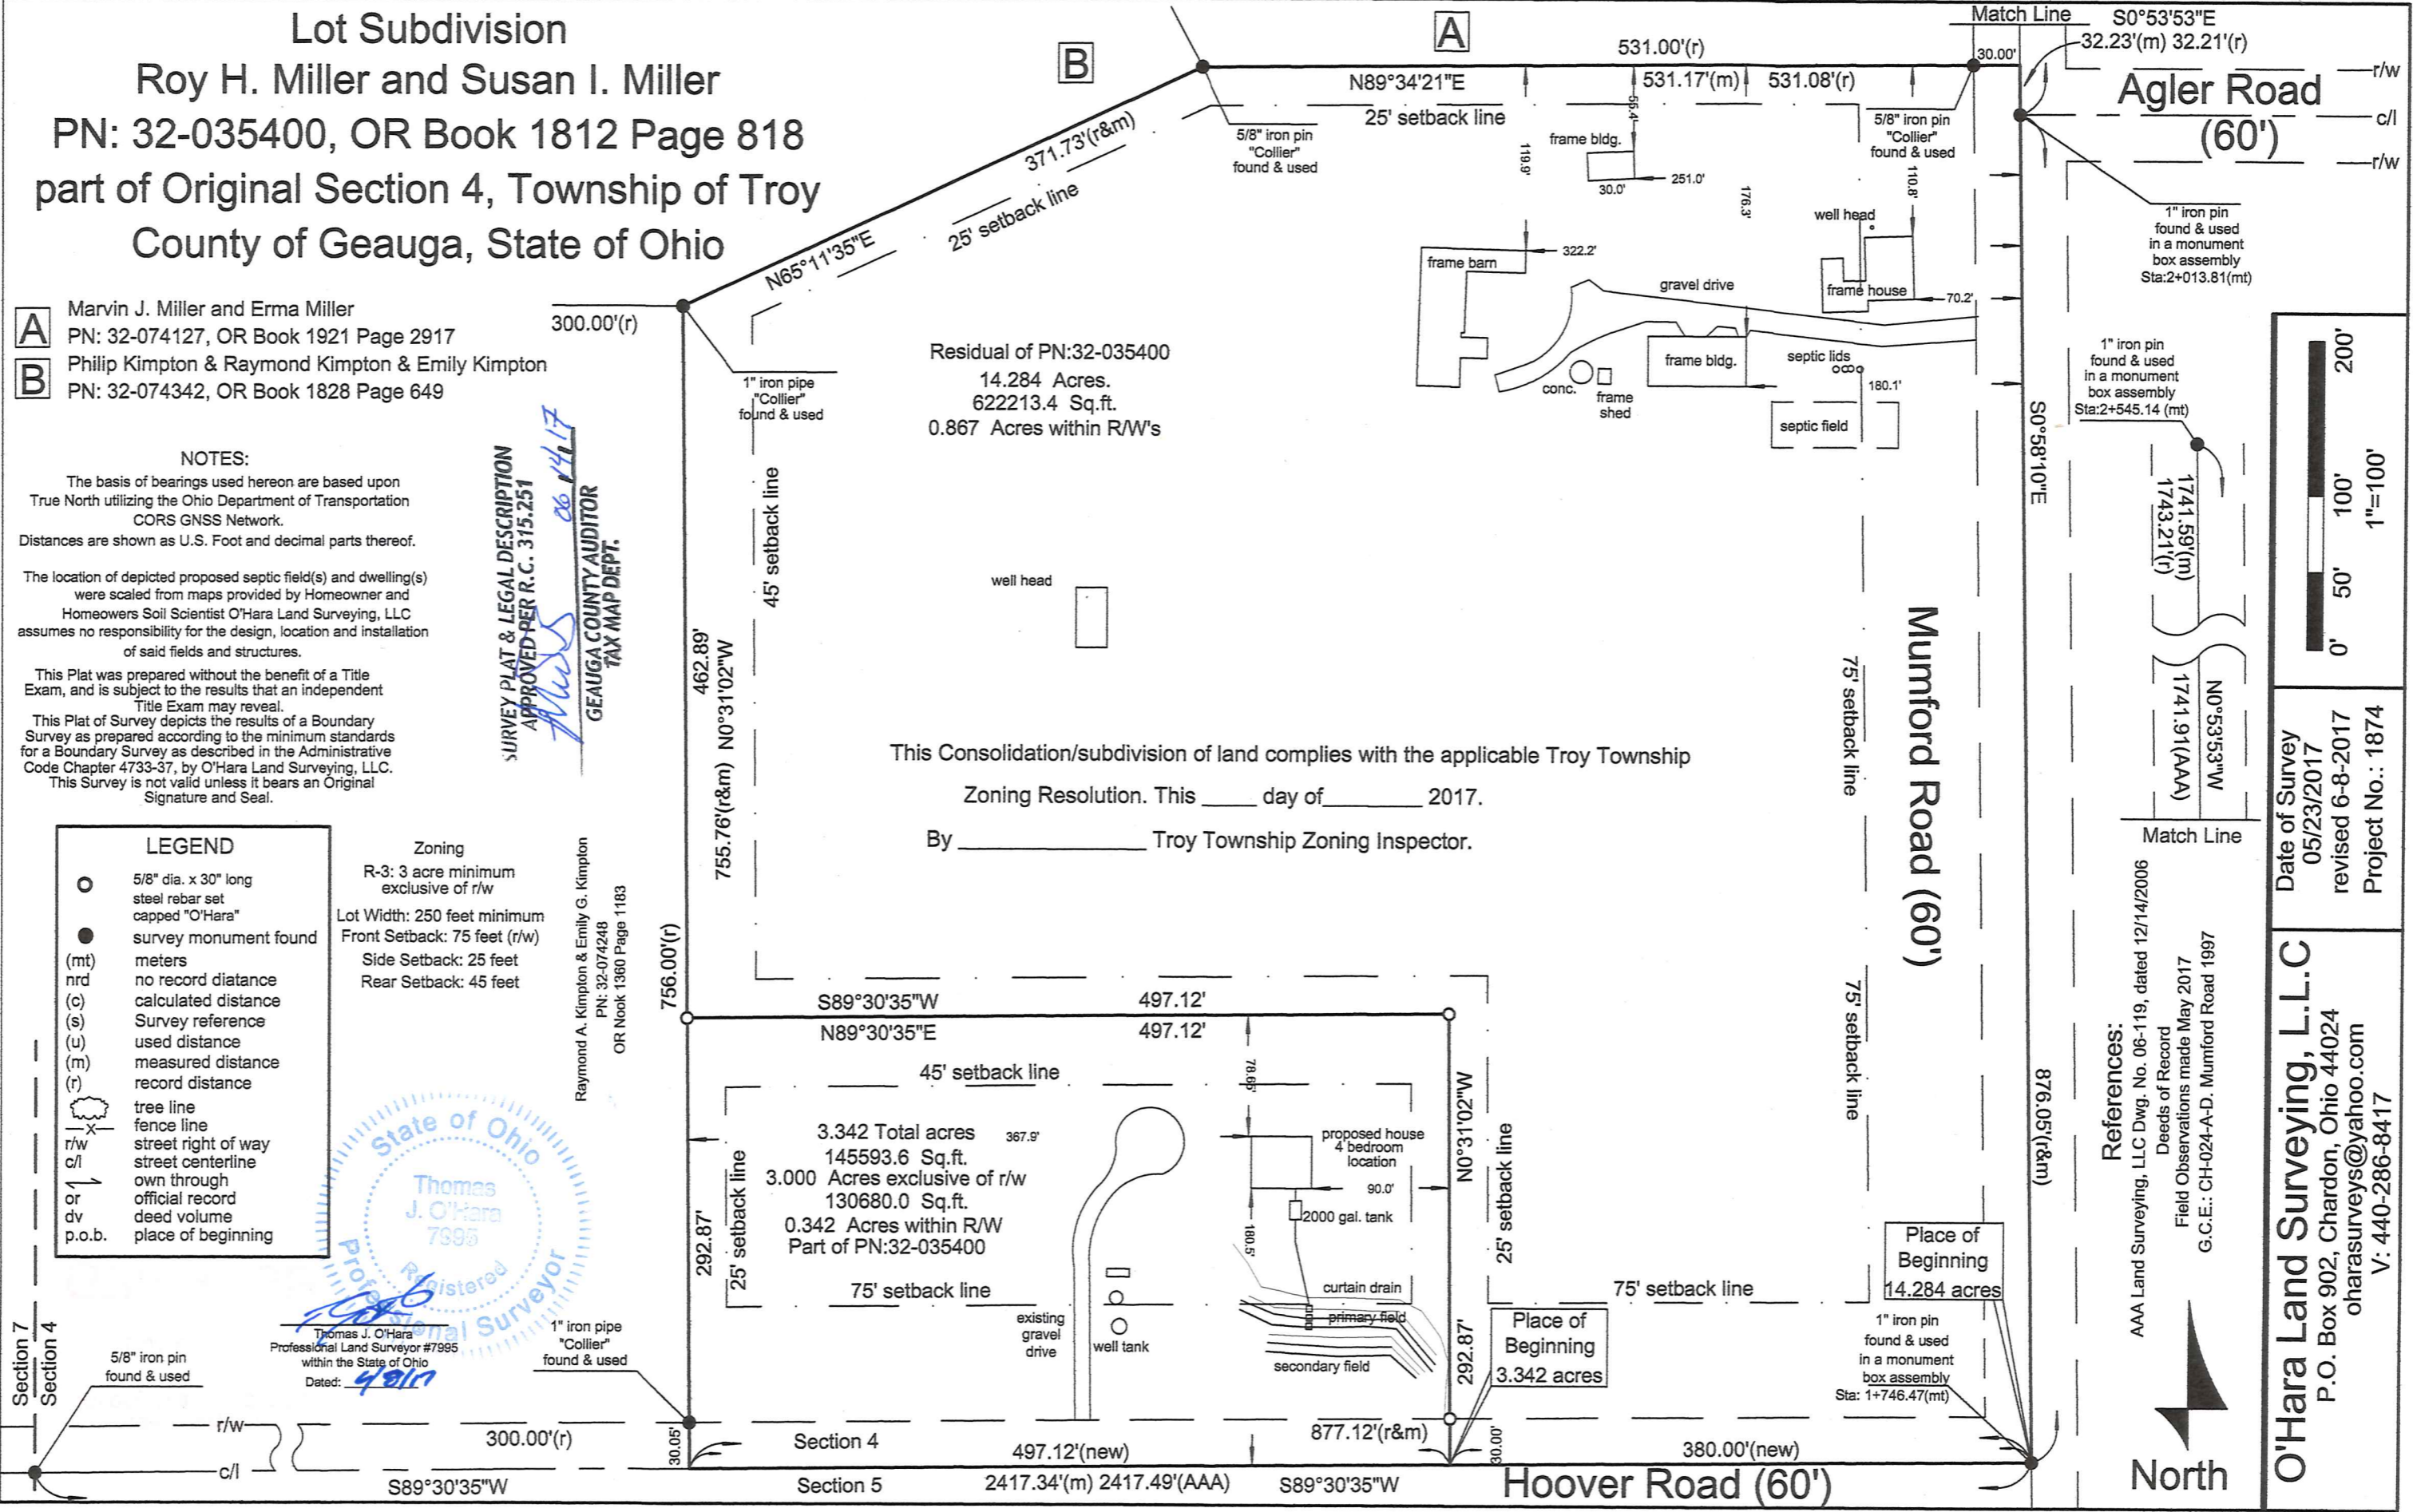 Lot Subdivision
Roy H. Miller and Susan I. Miller
PN: 32-035400, OR Book 1812 Page 818
part of Original Section 4, Township of Troy
County of Geauga, State of Ohio
A
Marvin J. Miller and Erma Miller
PN: 32-074127, OR Book 1921 Page 2917
B
Philip Kimpton & Raymond Kimpton & Emily Kimpton
PN: 32-074342, OR Book 1828 Page 649
NOTES:
The basis of bearings used hereon are based upon
True North utilizing the Ohio Department of Transportation
CORS GNSS Network.
Distances are shown as U.S. Foot and decimal parts thereof.
The location of depicted proposed septic field(s) and dwelling(s)
were scaled from maps provided by Homeowner and
Homeowers Soil Scientist O'Hara Land Surveying, LLC
assumes no responsibility for the design, location and installation
of said fields and structures.
This Plat was prepared without the benefit of a Title
Exam, and is subject to the results that an independent
Title Exam may reveal.
This Plat of Survey depicts the results of a Boundary
Survey as prepared according to the minimum standards
for a Boundary Survey as described in the Administrative
Code Chapter 4733-37, by O'Hara Land Surveying, LLC.
This Survey is not valid unless it bears an Original
Signature and Seal.
SURVEY PLAT & LEGAL DESCRIPTION
APPROVED PER R.C. 315.251
06 14 17
GEAUGA COUNTY AUDITOR
TAX MAP DEPT.
LEGEND
5/8" dia. x 30" long
steel rebar set
capped "O'Hara"
survey monument found
(mt) meters
nrd no record diatance
(c) calculated distance
(s) Survey reference
(u) used distance
(m) measured distance
(r) record distance
tree line
x fence line
r/w street right of way
c/l street centerline
own through
or official record
dv deed volume
p.o.b. place of beginning
Zoning
R-3: 3 acre minimum
exclusive of r/w
Lot Width: 250 feet minimum
Front Setback: 75 feet (r/w)
Side Setback: 25 feet
Rear Setback: 45 feet
Raymond A. Kimpton & Emily G. Kimpton
PN: 32-074248
OR Nook 1360 Page 1183
State of Ohio
Thomas
J. O'Hara
7995
Registered
Professional Surveyor
Thomas J. O'Hara
Professional Land Surveyor #7995
within the State of Ohio
Dated:
Section 7
Section 4
5/8" iron pin
found & used
r/w
c/l
300.00'(r)
S89°30'35"W
1" iron pipe
"Collier"
found & used
30.05'
B
A
371.73'(r&m)
N65°11'35"E
25' setback line
300.00'(r)
1" iron pipe
"Collier"
found & used
531.00'(r)
N89°34'21"E
531.17'(m) 531.08'(r)
25' setback line
30.00'
5/8" iron pin
"Collier"
found & used
5/8" iron pin
"Collier"
found & used
Match Line
S0°53'53"E
32.23'(m) 32.21'(r)
r/w
Agler Road
c/l
(60')
r/w
1" iron pin
found & used
in a monument
box assembly
Sta:2+013.81(mt)
119.9'
55.4'
frame bldg.
30.0'
251.0'
176.3'
110.8'
well head
frame barn
322.2'
gravel drive
frame house
70.2'
frame bldg.
septic lids
180.1'
conc.
frame
shed
septic field
Residual of PN:32-035400
14.284 Acres.
622213.4 Sq.ft.
0.867 Acres within R/W's
well head
45' setback line
462.89'
755.76'(r&m) N0°31'02"W
756.00'(r)
This Consolidation/subdivision of land complies with the applicable Troy Township
Zoning Resolution. This _____ day of _________ 2017.
By _________________ Troy Township Zoning Inspector.
75' setback line
75' setback line
Mumford Road (60')
S0°58'10"E
876.05'(r&m)
1" iron pin
found & used
in a monument
box assembly
Sta:2+545.14 (mt)
1741.59'(m)
1743.21'(r)
N0°53'53"W
1741.91(AAA)
Match Line
S89°30'35"W 497.12'
N89°30'35"E 497.12'
45' setback line
78.65'
3.342 Total acres
145593.6 Sq.ft.
3.000 Acres exclusive of r/w
130680.0 Sq.ft.
0.342 Acres within R/W
Part of PN:32-035400
367.9'
292.87'
25' setback line
75' setback line
proposed house
4 bedroom
location
90.0'
2000 gal. tank
180.5'
curtain drain
primary field
secondary field
existing
gravel
drive
well tank
N0°31'02"W
25' setback line
292.87'
75' setback line
Place of
Beginning
3.342 acres
Place of
Beginning
14.284 acres
1" iron pin
found & used
in a monument
box assembly
Sta: 1+746.47(mt)
Section 4
Section 5
497.12'(new)
877.12'(r&m)
30.00'
380.00'(new)
2417.34'(m) 2417.49'(AAA)
S89°30'35"W
Hoover Road (60')
References:
AAA Land Surveying, LLC Dwg. No. 06-119, dated 12/14/2006
Deeds of Record
Field Observations made May 2017
G.C.E.: CH-024-A-D. Mumford Road 1997
North
0' 50' 100' 200'
1"=100'
Date of Survey
05/23/2017
revised 6-8-2017
Project No.: 1874
O'Hara Land Surveying, L.L.C
P.O. Box 902, Chardon, Ohio 44024
oharasurveys@yahoo.com
V: 440-286-8417